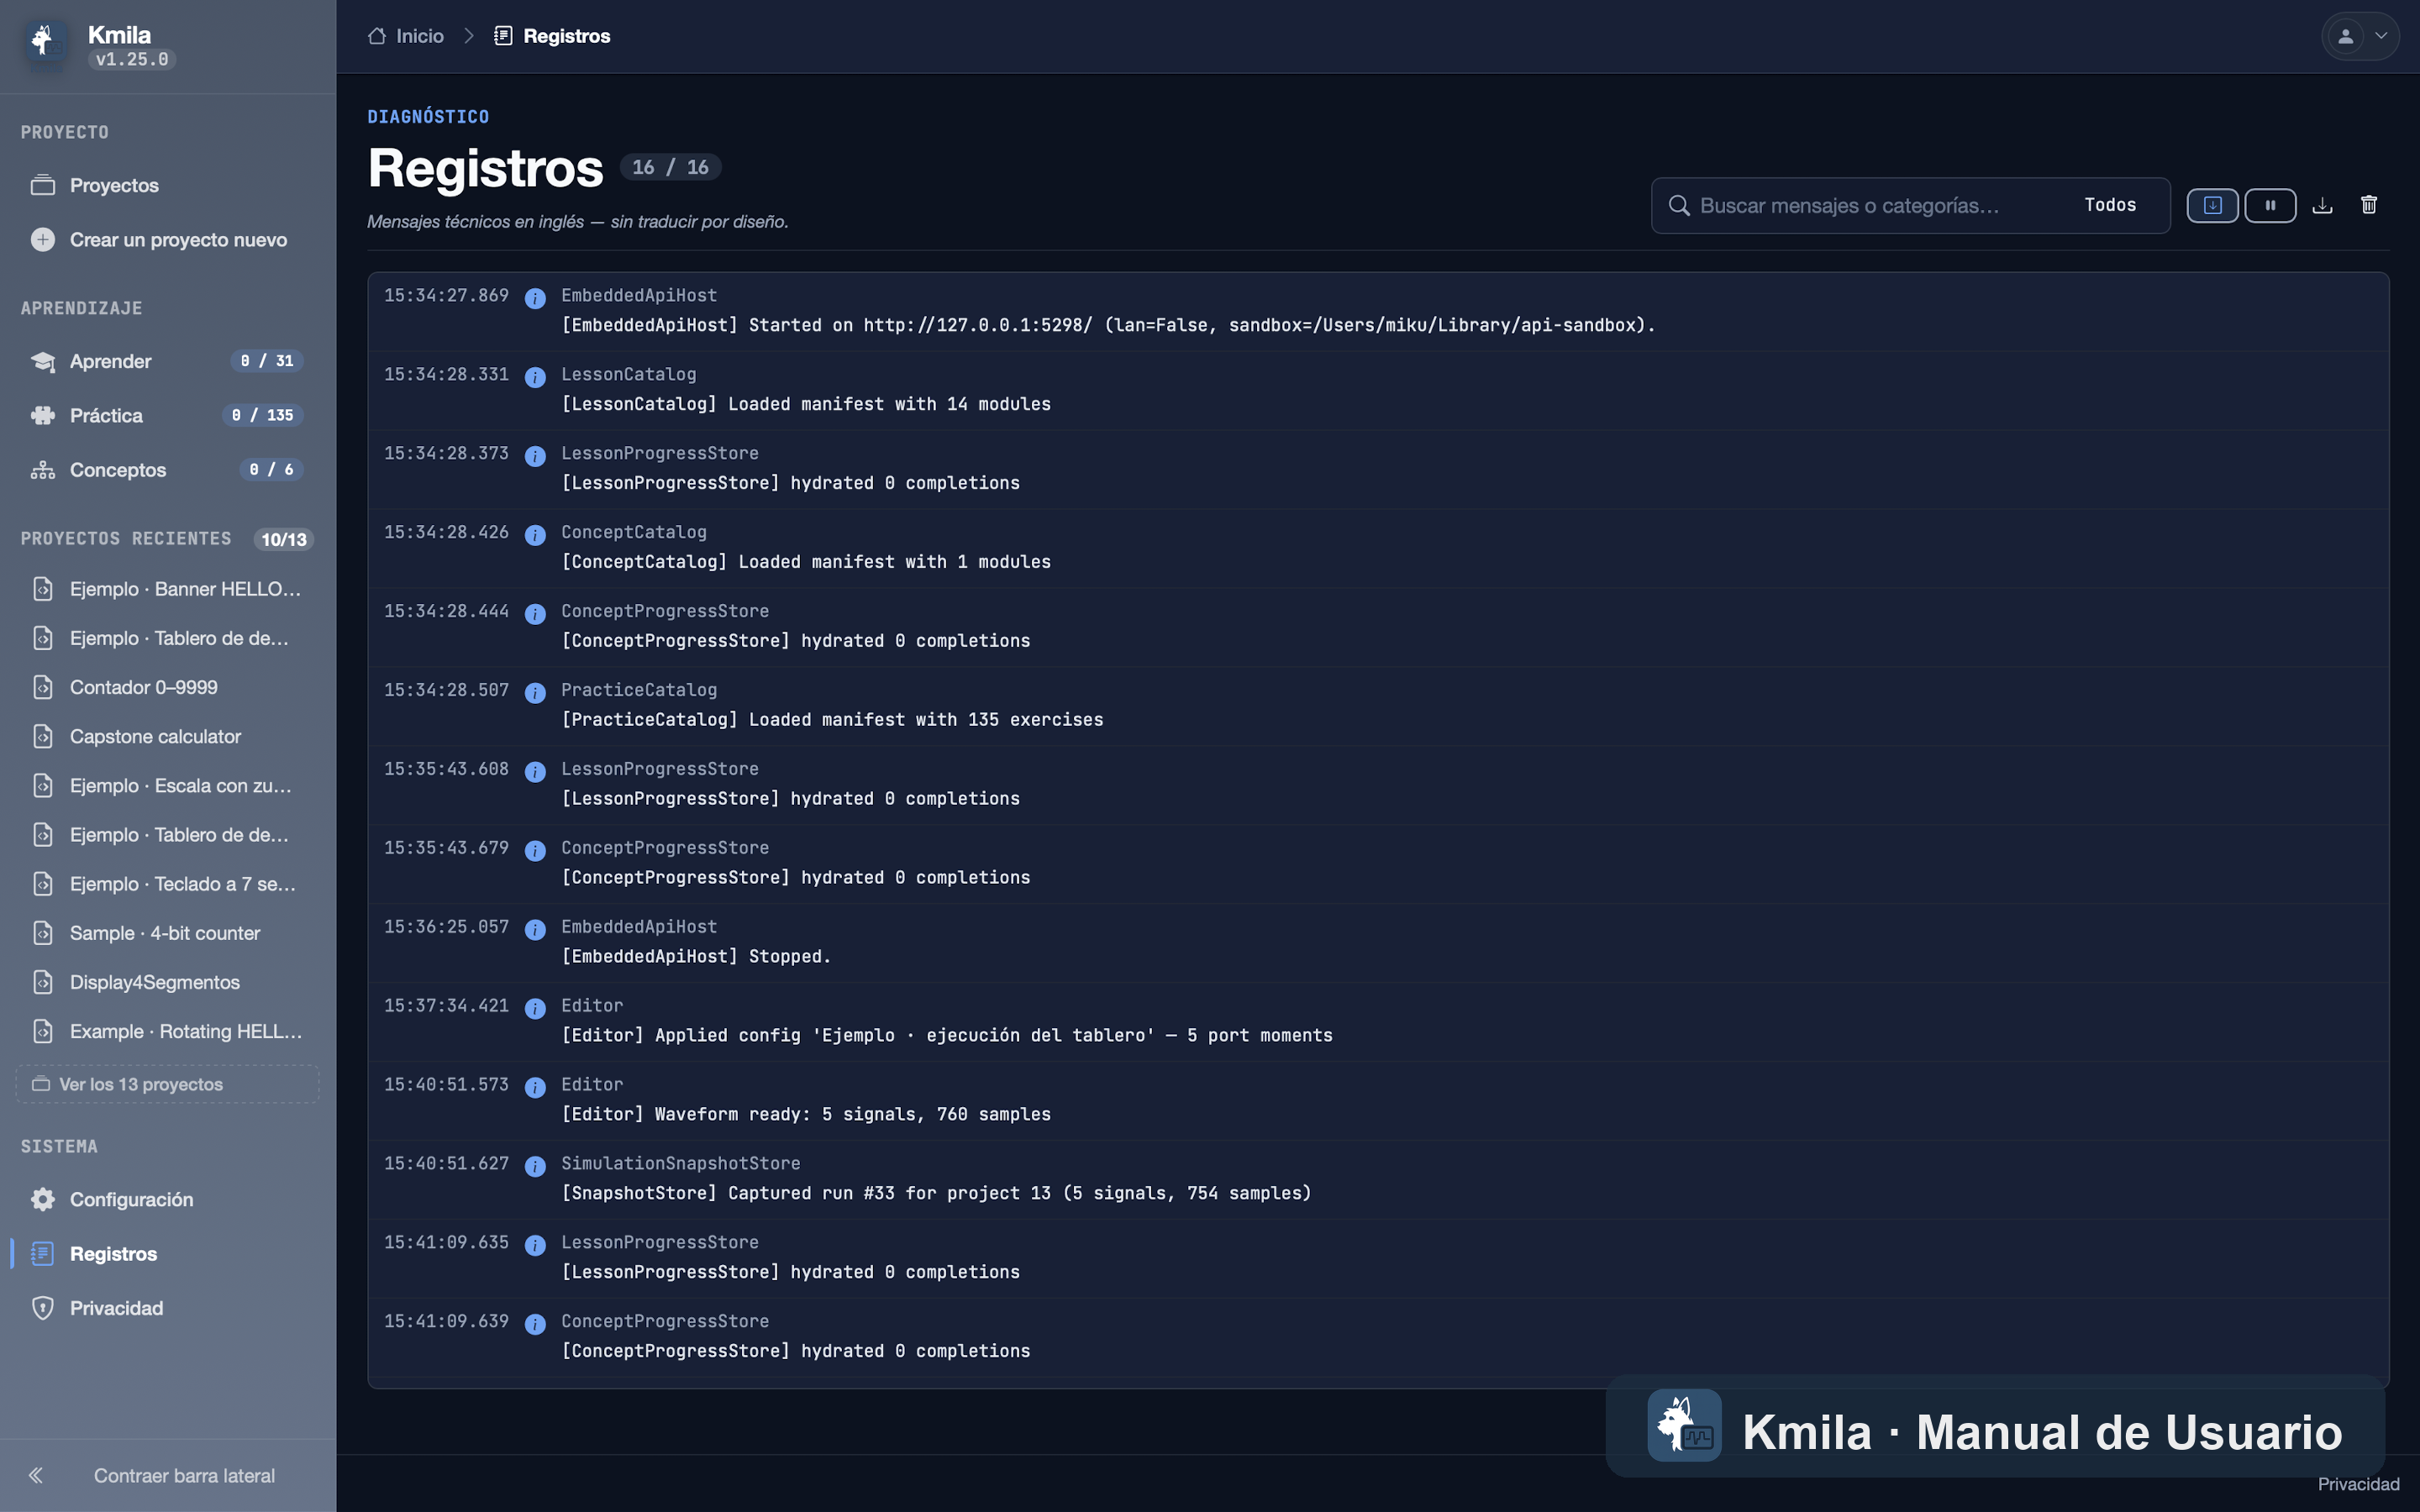 Kmila
v1.25.0
PROYECTO
Proyectos
Crear un proyecto nuevo
APRENDIZAJE
Aprender 0 / 31
Práctica 0 / 135
Conceptos 0 / 6
PROYECTOS RECIENTES 10/13
Ejemplo · Banner HELLO…
Ejemplo · Tablero de de…
Contador 0–9999
Capstone calculator
Ejemplo · Escala con zu…
Ejemplo · Tablero de de…
Ejemplo · Teclado a 7 se…
Sample · 4-bit counter
Display4Segmentos
Example · Rotating HELL…
Ver los 13 proyectos
SISTEMA
Configuración
Registros
Privacidad
Contraer barra lateral
Inicio Registros
DIAGNÓSTICO
Registros 16 / 16
Mensajes técnicos en inglés — sin traducir por diseño.
Buscar mensajes o categorías… Todos
15:34:27.869 EmbeddedApiHost
[EmbeddedApiHost] Started on http://127.0.0.1:5298/ (lan=False, sandbox=/Users/miku/Library/api-sandbox).
15:34:28.331 LessonCatalog
[LessonCatalog] Loaded manifest with 14 modules
15:34:28.373 LessonProgressStore
[LessonProgressStore] hydrated 0 completions
15:34:28.426 ConceptCatalog
[ConceptCatalog] Loaded manifest with 1 modules
15:34:28.444 ConceptProgressStore
[ConceptProgressStore] hydrated 0 completions
15:34:28.507 PracticeCatalog
[PracticeCatalog] Loaded manifest with 135 exercises
15:35:43.608 LessonProgressStore
[LessonProgressStore] hydrated 0 completions
15:35:43.679 ConceptProgressStore
[ConceptProgressStore] hydrated 0 completions
15:36:25.057 EmbeddedApiHost
[EmbeddedApiHost] Stopped.
15:37:34.421 Editor
[Editor] Applied config 'Ejemplo · ejecución del tablero' — 5 port moments
15:40:51.573 Editor
[Editor] Waveform ready: 5 signals, 760 samples
15:40:51.627 SimulationSnapshotStore
[SnapshotStore] Captured run #33 for project 13 (5 signals, 754 samples)
15:41:09.635 LessonProgressStore
[LessonProgressStore] hydrated 0 completions
15:41:09.639 ConceptProgressStore
[ConceptProgressStore] hydrated 0 completions
Kmila · Manual de Usuario
Privacidad